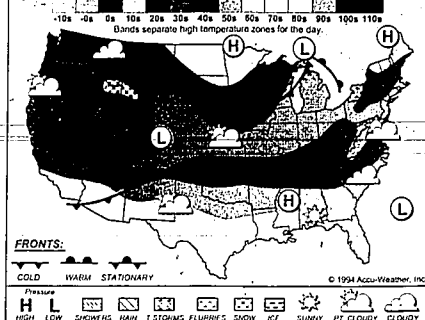 -10s -0s 0s 10s 20s 30s 40s 50s 60s 70s 80s 90s 100s 110s
Bands separate high temperature zones for the day.
H
L
H
L
H
L
FRONTS:
COLD WARM STATIONARY
© 1994 Accu-Weather, Inc.
Pressure
H L
HIGH LOW SHOWERS RAIN T-STORMS FLURRIES SNOW ICE SUNNY PT. CLOUDY CLOUDY